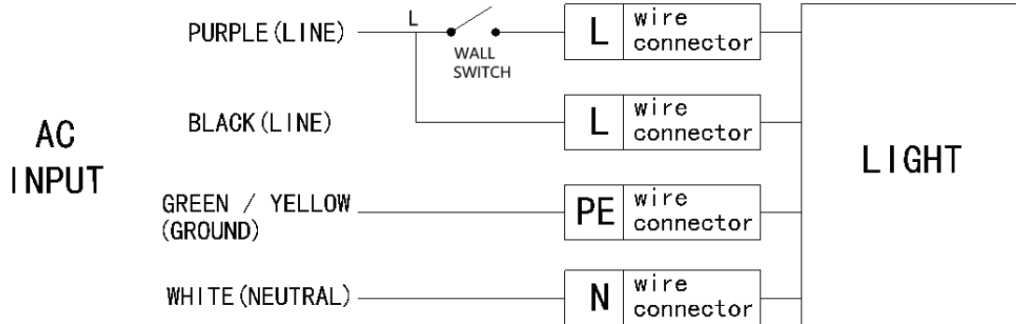 L
PURPLE(LINE)
WALL
SWITCH
L
wire
connector
BLACK(LINE)
L
wire
connector
AC
INPUT
LIGHT
GREEN / YELLOW
(GROUND)
PE
wire
connector
WHITE(NEUTRAL)
N
wire
connector